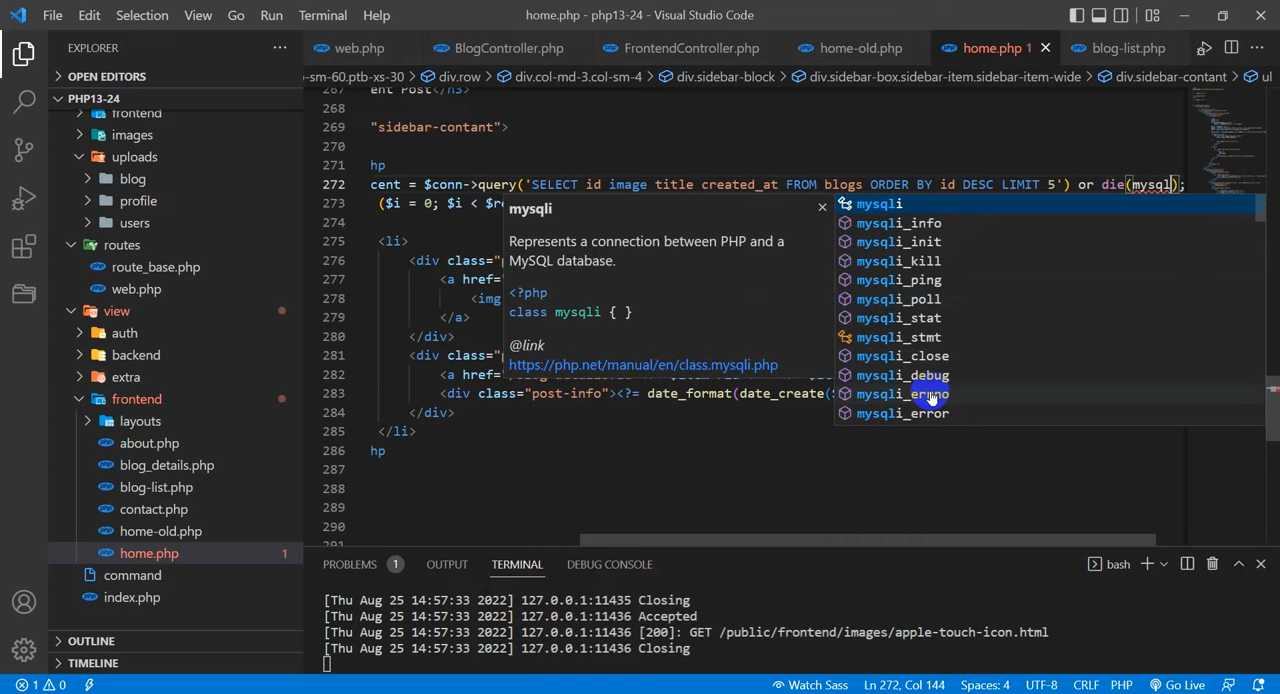 File Edit Selection View Go Run Terminal Help home.php - php13-24 - Visual Studio Code
EXPLORER
web.php BlogController.php FrontendController.php home-old.php home.php 1 blog-list.php
OPEN EDITORS
-sm-60.ptb-xs-30 > div.row > div.col-md-3.col-sm-4 > div.sidebar-block > div.sidebar-box.sidebar-item.sidebar-item-wide > div.sidebar-contant > ul
PHP13-24
frontend
images
uploads
blog
profile
users
routes
route_base.php
web.php
view
auth
backend
extra
frontend
layouts
about.php
blog_details.php
blog-list.php
contact.php
home-old.php
home.php 1
command
index.php
OUTLINE
TIMELINE
267 ent Post</h3>
268
269 "sidebar-contant">
270
271 hp
272 cent = $conn->query('SELECT id image title created_at FROM blogs ORDER BY id DESC LIMIT 5') or die(mysql);
273 ($i = 0; $i < $re
274
275 <li>
276 <div class="p
277 <a href="
278 <img
279 </a>
280 </div>
281 <div class="p
282 <a href=
283 <div class="post-info"><?= date_format(date_create($
284 </div>
285 </li>
286 hp
287
288
289
290
291
mysqli
Represents a connection between PHP and a
MySQL database.
<?php
class mysqli { }
@link
https://php.net/manual/en/class.mysqli.php
mysqli
mysqli_info
mysqli_init
mysqli_kill
mysqli_ping
mysqli_poll
mysqli_stat
mysqli_stmt
mysqli_close
mysqli_debug
mysqli_errno
mysqli_error
PROBLEMS 1 OUTPUT TERMINAL DEBUG CONSOLE
bash
[Thu Aug 25 14:57:33 2022] 127.0.0.1:11435 Closing
[Thu Aug 25 14:57:33 2022] 127.0.0.1:11436 Accepted
[Thu Aug 25 14:57:33 2022] 127.0.0.1:11436 [200]: GET /public/frontend/images/apple-touch-icon.html
[Thu Aug 25 14:57:33 2022] 127.0.0.1:11436 Closing
1 0 Watch Sass Ln 272, Col 144 Spaces: 4 UTF-8 CRLF PHP Go Live